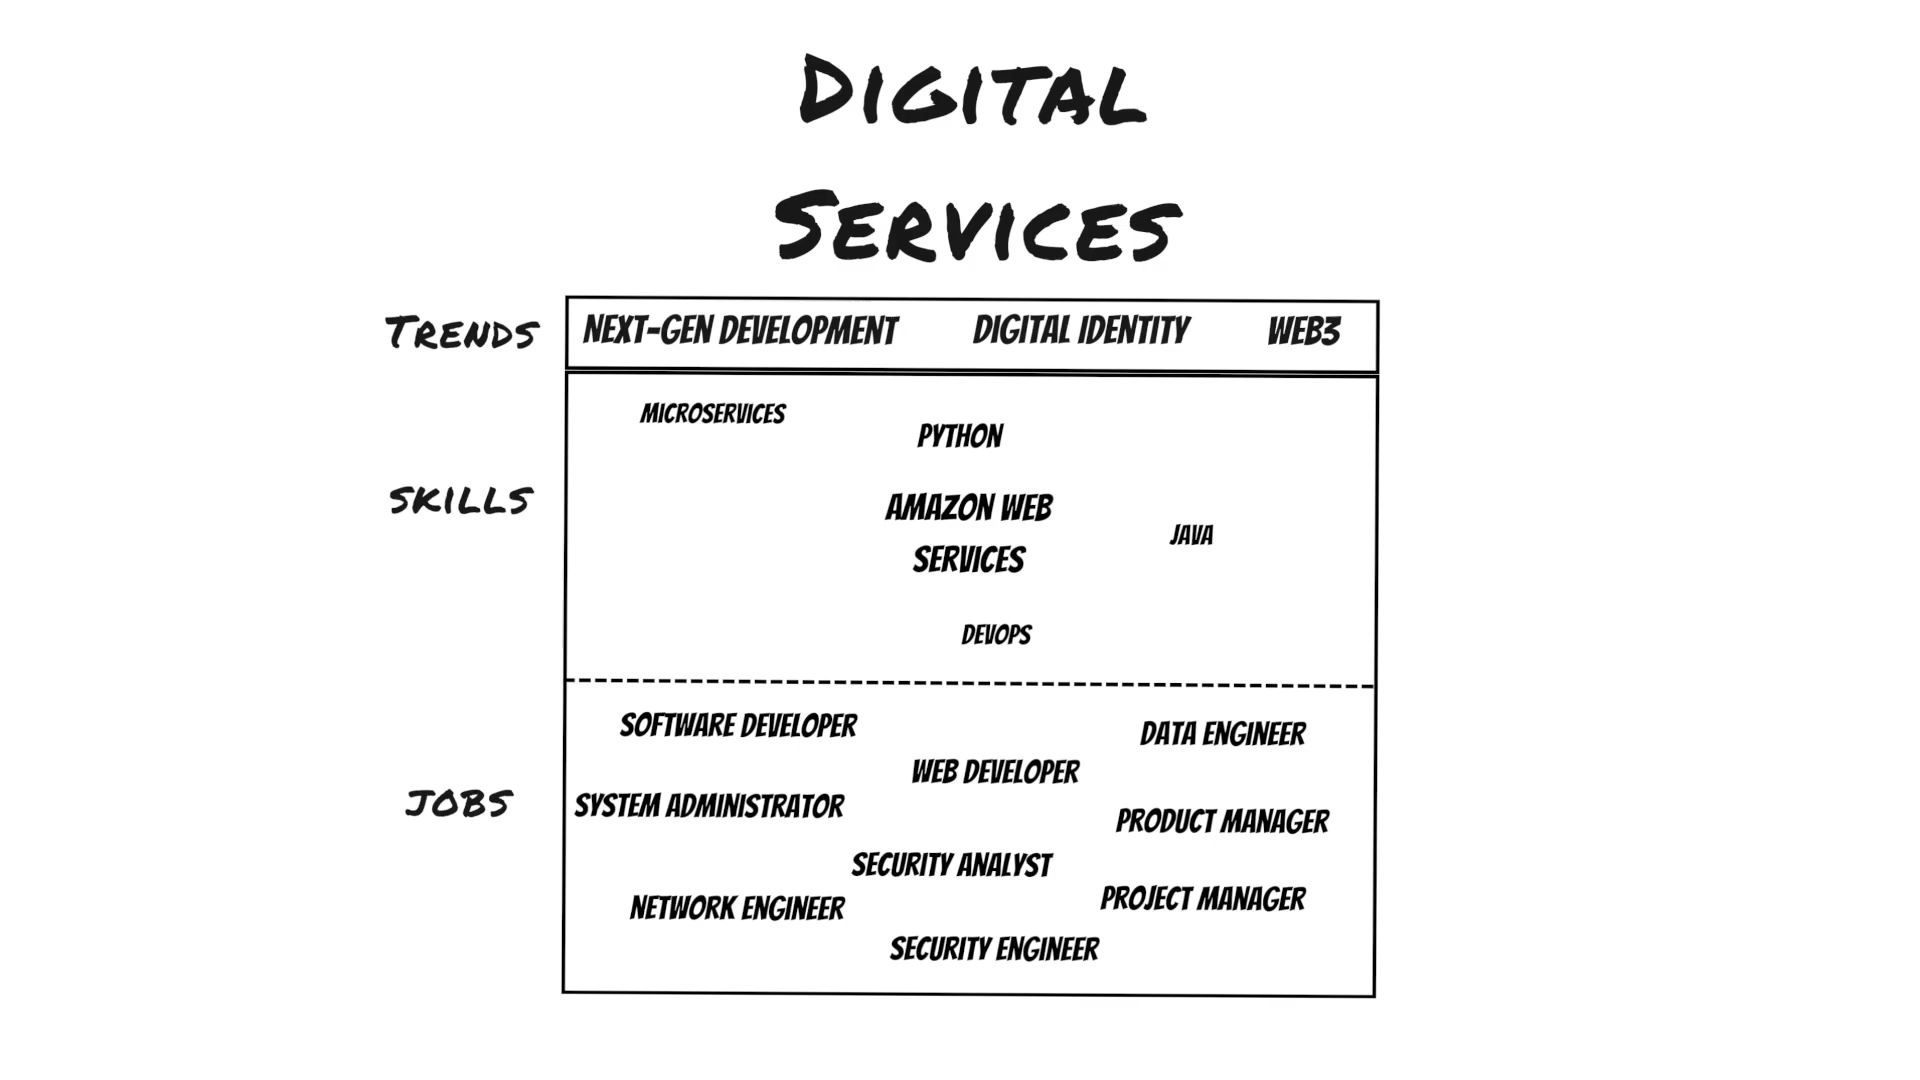 DIGITAL
SERVICES
TRENDS
NEXT-GEN DEVELOPMENT DIGITAL IDENTITY WEB3
SKILLS
MICROSERVICES
PYTHON
AMAZON WEB
SERVICES
JAVA
DEVOPS
JOBS
SOFTWARE DEVELOPER
DATA ENGINEER
WEB DEVELOPER
SYSTEM ADMINISTRATOR
PRODUCT MANAGER
SECURITY ANALYST
PROJECT MANAGER
NETWORK ENGINEER
SECURITY ENGINEER